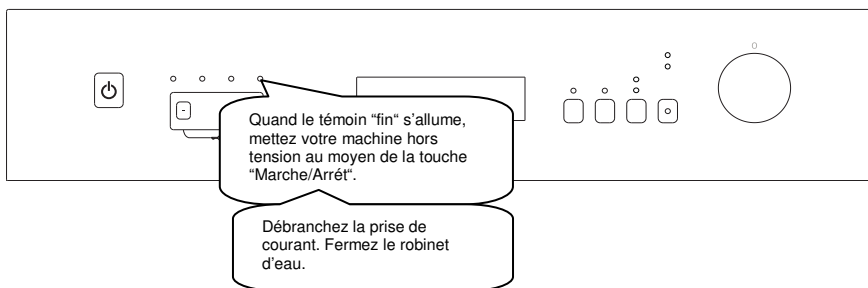 0
-
Quand le témoin “fin“ s’allume,
mettez votre machine hors
tension au moyen de la touche
“Marche/Arrét“.
Débranchez la prise de
courant. Fermez le robinet
d’eau.